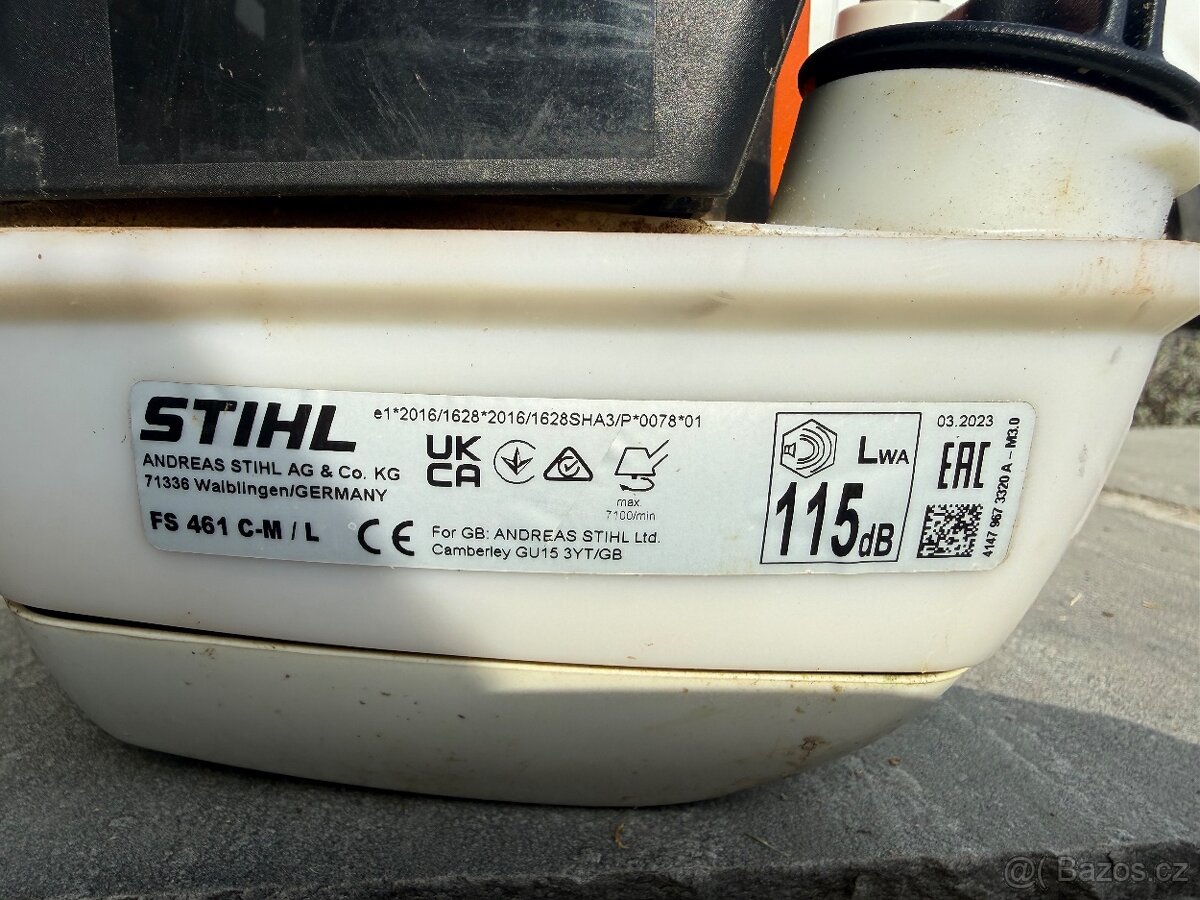 STIHL
e1*2016/1628*2016/1628SHA3/P*0078*01
ANDREAS STIHL AG & Co. KG
71336 Waiblingen/GERMANY
FS 461 C-M / L
CE
UK
CA
max.
7100/min
For GB: ANDREAS STIHL Ltd.
Camberley GU15 3YT/GB
LWA
115dB
03.2023
EAC
4147 967 3320 A - M3.0
@( Bazos.cz